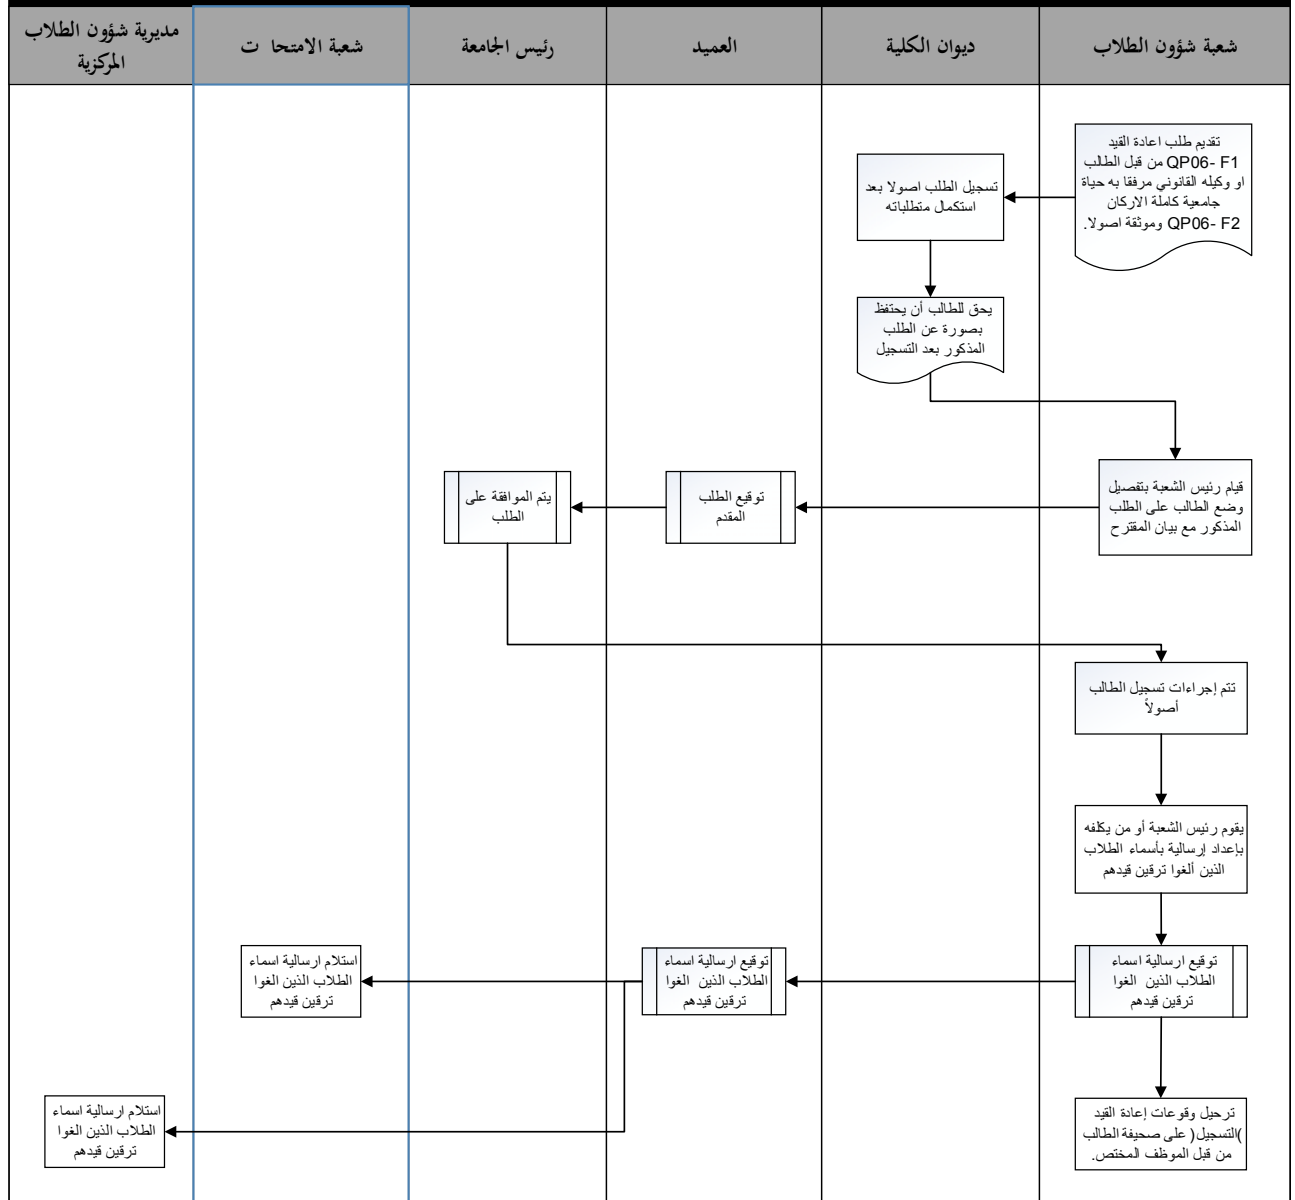 شعبة شؤون الطلاب
ديوان الكلية
العميد
رئيس الجامعة
شعبة الامتحا ت
مديرية شؤون الطلاب
المركزية
تقديم طلب اعادة القيد
QP06- F1 من قبل الطالب
او وكيله القانوني مرفقا به حياة
جامعية كاملة الاركان
QP06- F2 وموثقة اصولا.
تسجيل الطلب اصولا بعد
استكمال متطلباته
يحق للطالب أن يحتفظ
بصورة عن الطلب
المذكور بعد التسجيل
قيام رئيس الشعبة بتفصيل
وضع الطالب على الطلب
المذكور مع بيان المقترح
توقيع الطلب
المقدم
يتم الموافقة على
الطلب
تتم إجراءات تسجيل الطالب
أصولاً
يقوم رئيس الشعبة أو من يكلفه
بإعداد إرسالية بأسماء الطلاب
الذين ألغوا ترقين قيدهم
توقيع ارسالية اسماء
الطلاب الذين الغوا
ترقين قيدهم
توقيع ارسالية اسماء
الطلاب الذين الغوا
ترقين قيدهم
استلام ارسالية اسماء
الطلاب الذين الغوا
ترقين قيدهم
ترحيل وقوعات إعادة القيد
)التسجيل( على صحيفة الطالب
من قبل الموظف المختص.
استلام ارسالية اسماء
الطلاب الذين الغوا
ترقين قيدهم